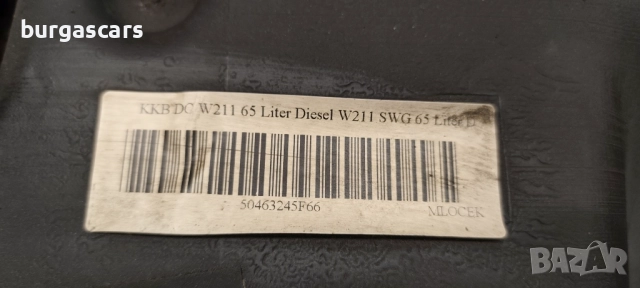 burgascars
KKB DC W211 65 Liter Diesel W211 SWG 65 Liter
50463245F66
MLOCEK
BAZAR